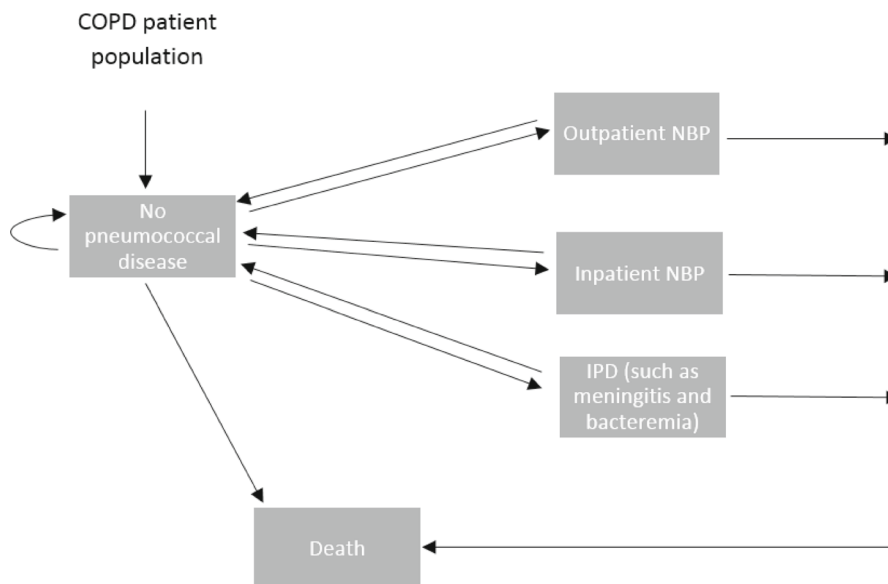 COPD patient
population
Outpatient NBP
No
pneumococcal
disease
Inpatient NBP
IPD (such as
meningitis and
bacteremia)
Death